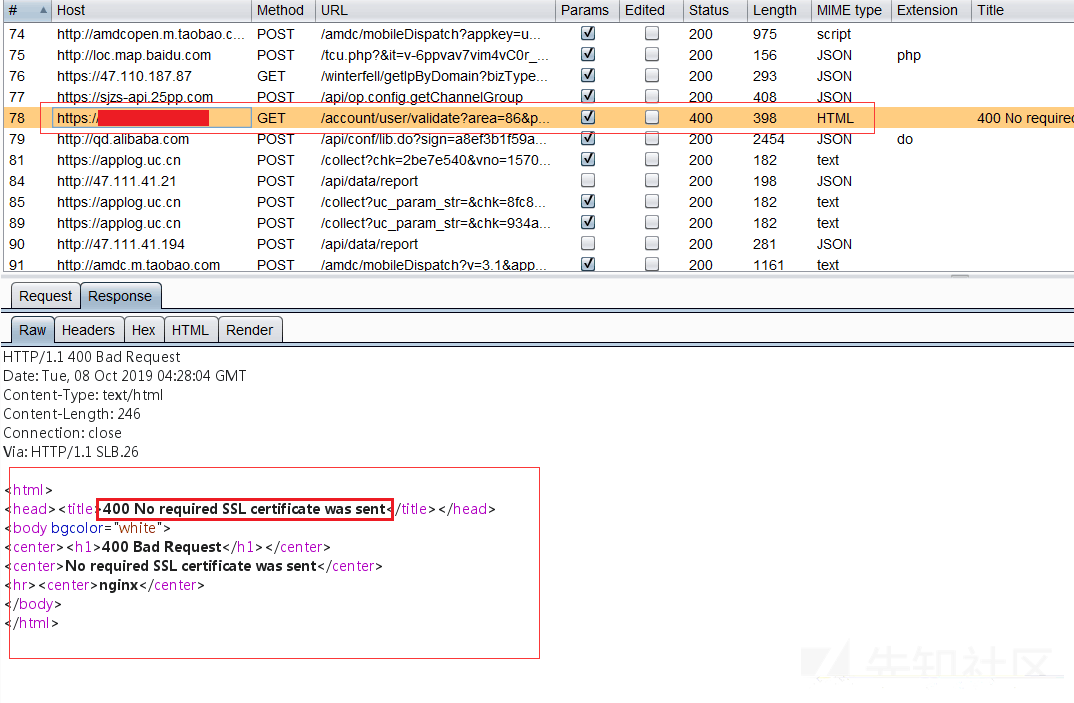 # Host Method URL Params Edited Status Length MIME type Extension Title
74 http://amdcopen.m.taobao.c... POST /amdc/mobileDispatch?appkey=u... 200 975 script
75 http://loc.map.baidu.com POST /tcu.php?&it=v-6ppvav7vim4vC0r_... 200 156 JSON php
76 https://47.110.187.87 GET /winterfell/getIpByDomain?bizType... 200 293 JSON
77 https://sjzs-api.25pp.com POST /api/op.config.getChannelGroup 200 408 JSON
78 https:/ GET /account/user/validate?area=86&p... 400 398 HTML 400 No required
79 http://qd.alibaba.com POST /api/conf/lib.do?sign=a8ef3b1f59a... 200 2454 JSON do
81 https://applog.uc.cn POST /collect?chk=2be7e540&vno=1570... 200 182 text
84 http://47.111.41.21 POST /api/data/report 200 198 JSON
85 https://applog.uc.cn POST /collect?uc_param_str=&chk=8fc8... 200 182 text
89 https://applog.uc.cn POST /collect?uc_param_str=&chk=934a... 200 182 text
90 http://47.111.41.194 POST /api/data/report 200 281 JSON
91 http://amdc.m.taobao.com POST /amdc/mobileDispatch?v=3.1&app... 200 1161 text
Request Response
Raw Headers Hex HTML Render
HTTP/1.1 400 Bad Request
Date: Tue, 08 Oct 2019 04:28:04 GMT
Content-Type: text/html
Content-Length: 246
Connection: close
Via: HTTP/1.1 SLB.26
<html>
<head><title>400 No required SSL certificate was sent</title></head>
<body bgcolor="white">
<center><h1>400 Bad Request</h1></center>
<center>No required SSL certificate was sent</center>
<hr><center>nginx</center>
</body>
</html>
先知社区